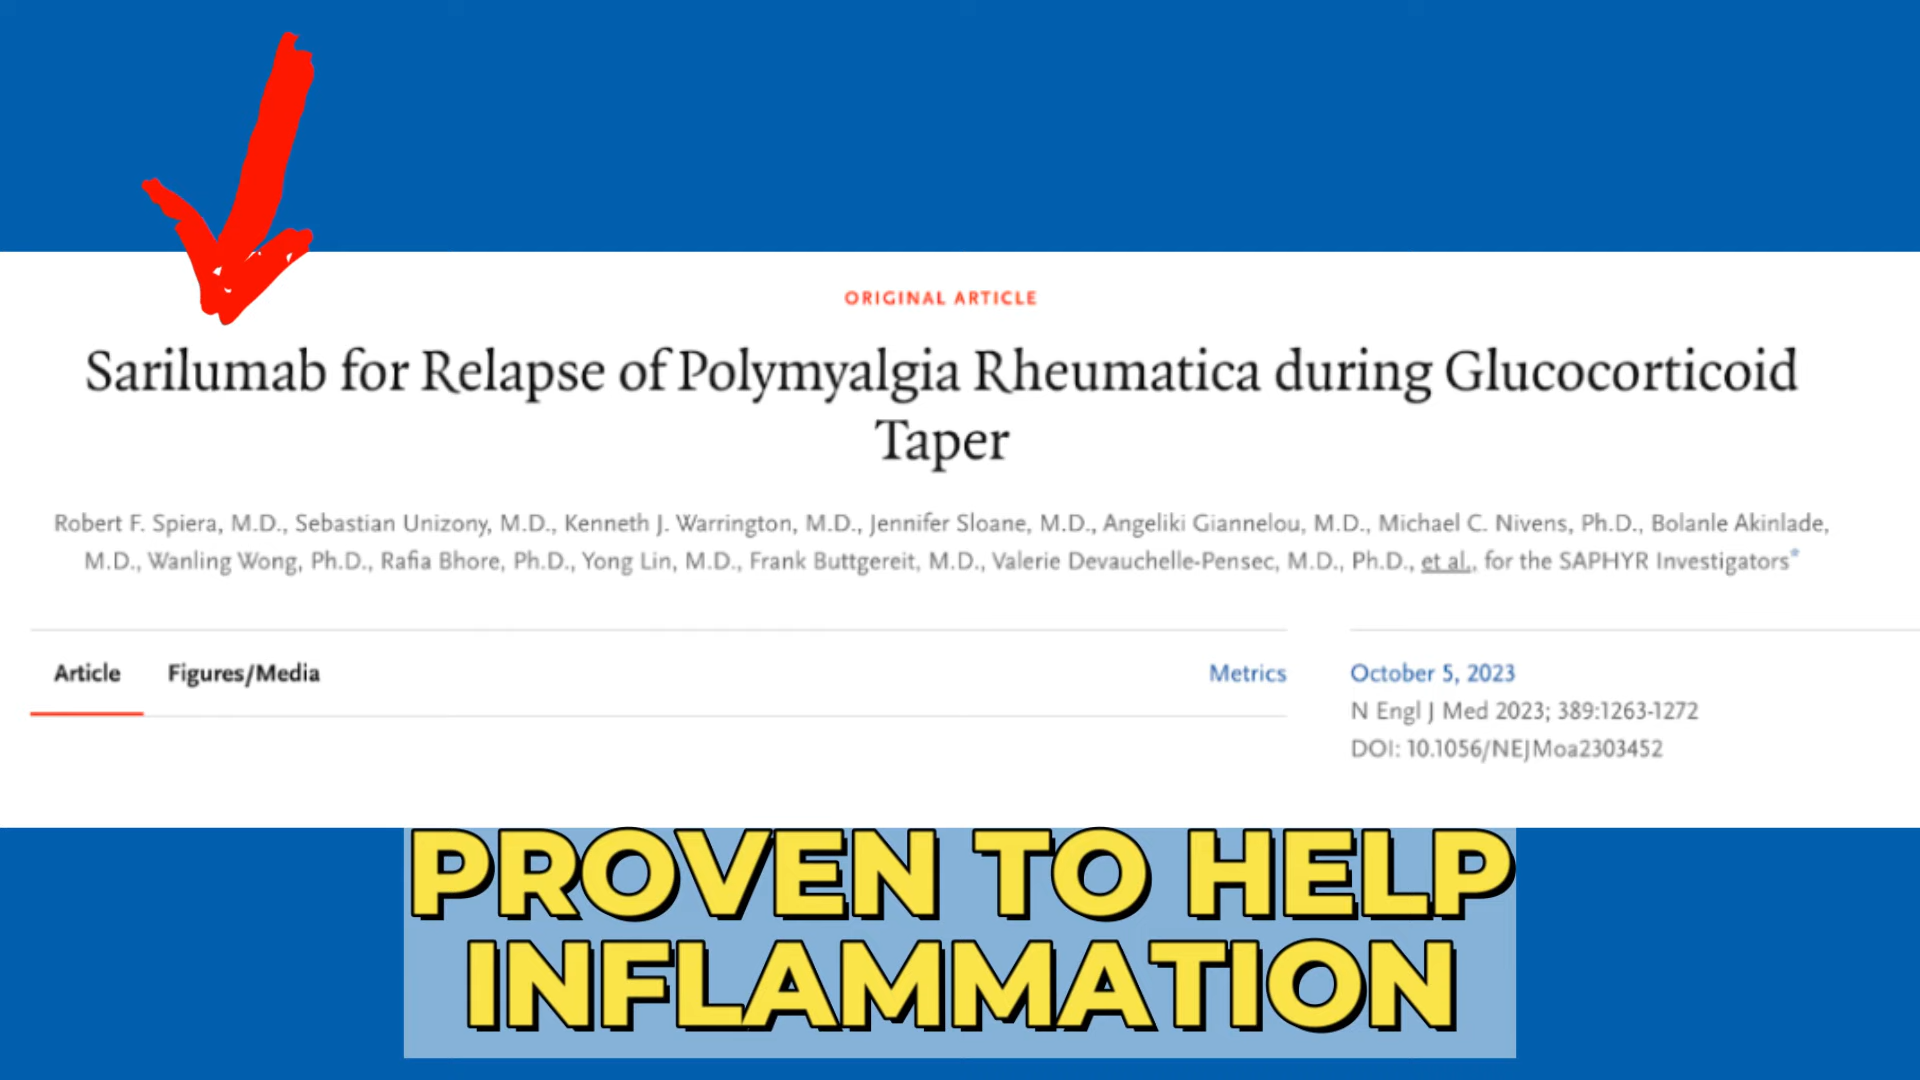 ORIGINAL ARTICLE
Sarilumab for Relapse of Polymyalgia Rheumatica during Glucocorticoid
Taper
Robert F. Spiera, M.D., Sebastian Unizony, M.D., Kenneth J. Warrington, M.D., Jennifer Sloane, M.D., Angeliki Giannelou, M.D., Michael C. Nivens, Ph.D., Bolanle Akinlade,
M.D., Wanling Wong, Ph.D., Rafia Bhore, Ph.D., Yong Lin, M.D., Frank Buttgereit, M.D., Valerie Devauchelle-Pensec, M.D., Ph.D., et al., for the SAPHYR Investigators*
Article Figures/Media Metrics October 5, 2023
N Engl J Med 2023; 389:1263-1272
DOI: 10.1056/NEJMoa2303452
PROVEN TO HELP
INFLAMMATION